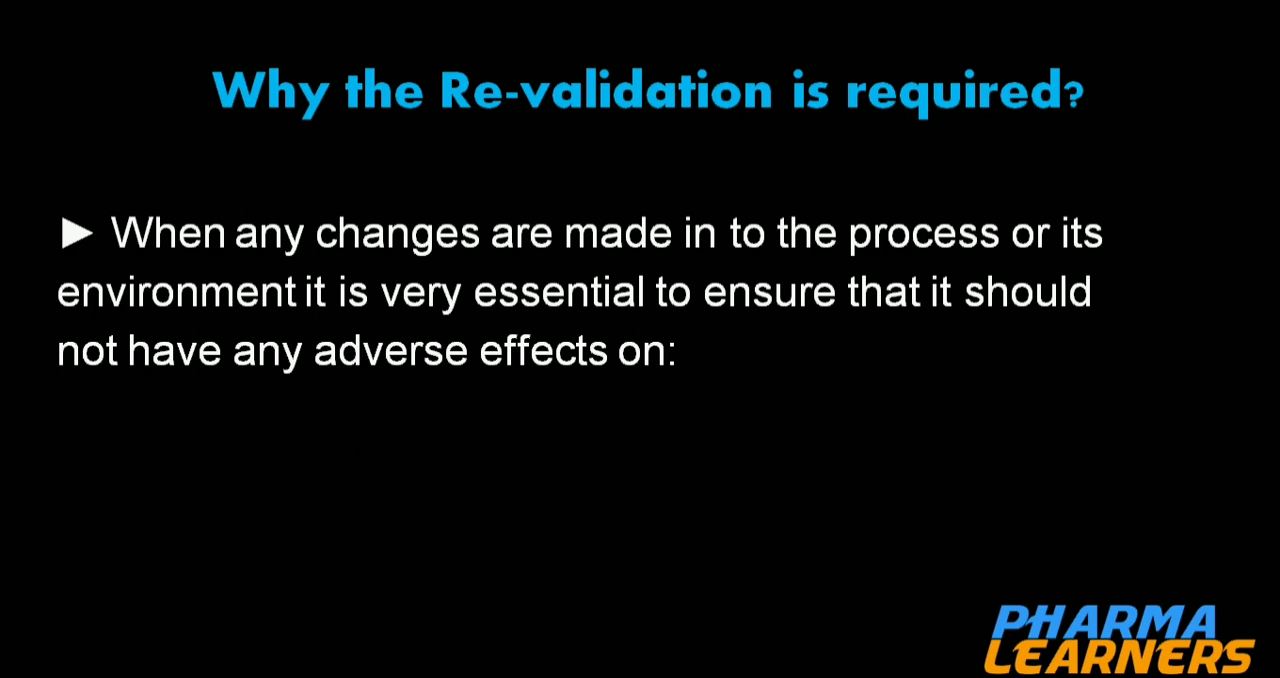 Why the Re-validation is required?
► When any changes are made in to the process or its
environment it is very essential to ensure that it should
not have any adverse effects on:
PHARMA
LEARNERS